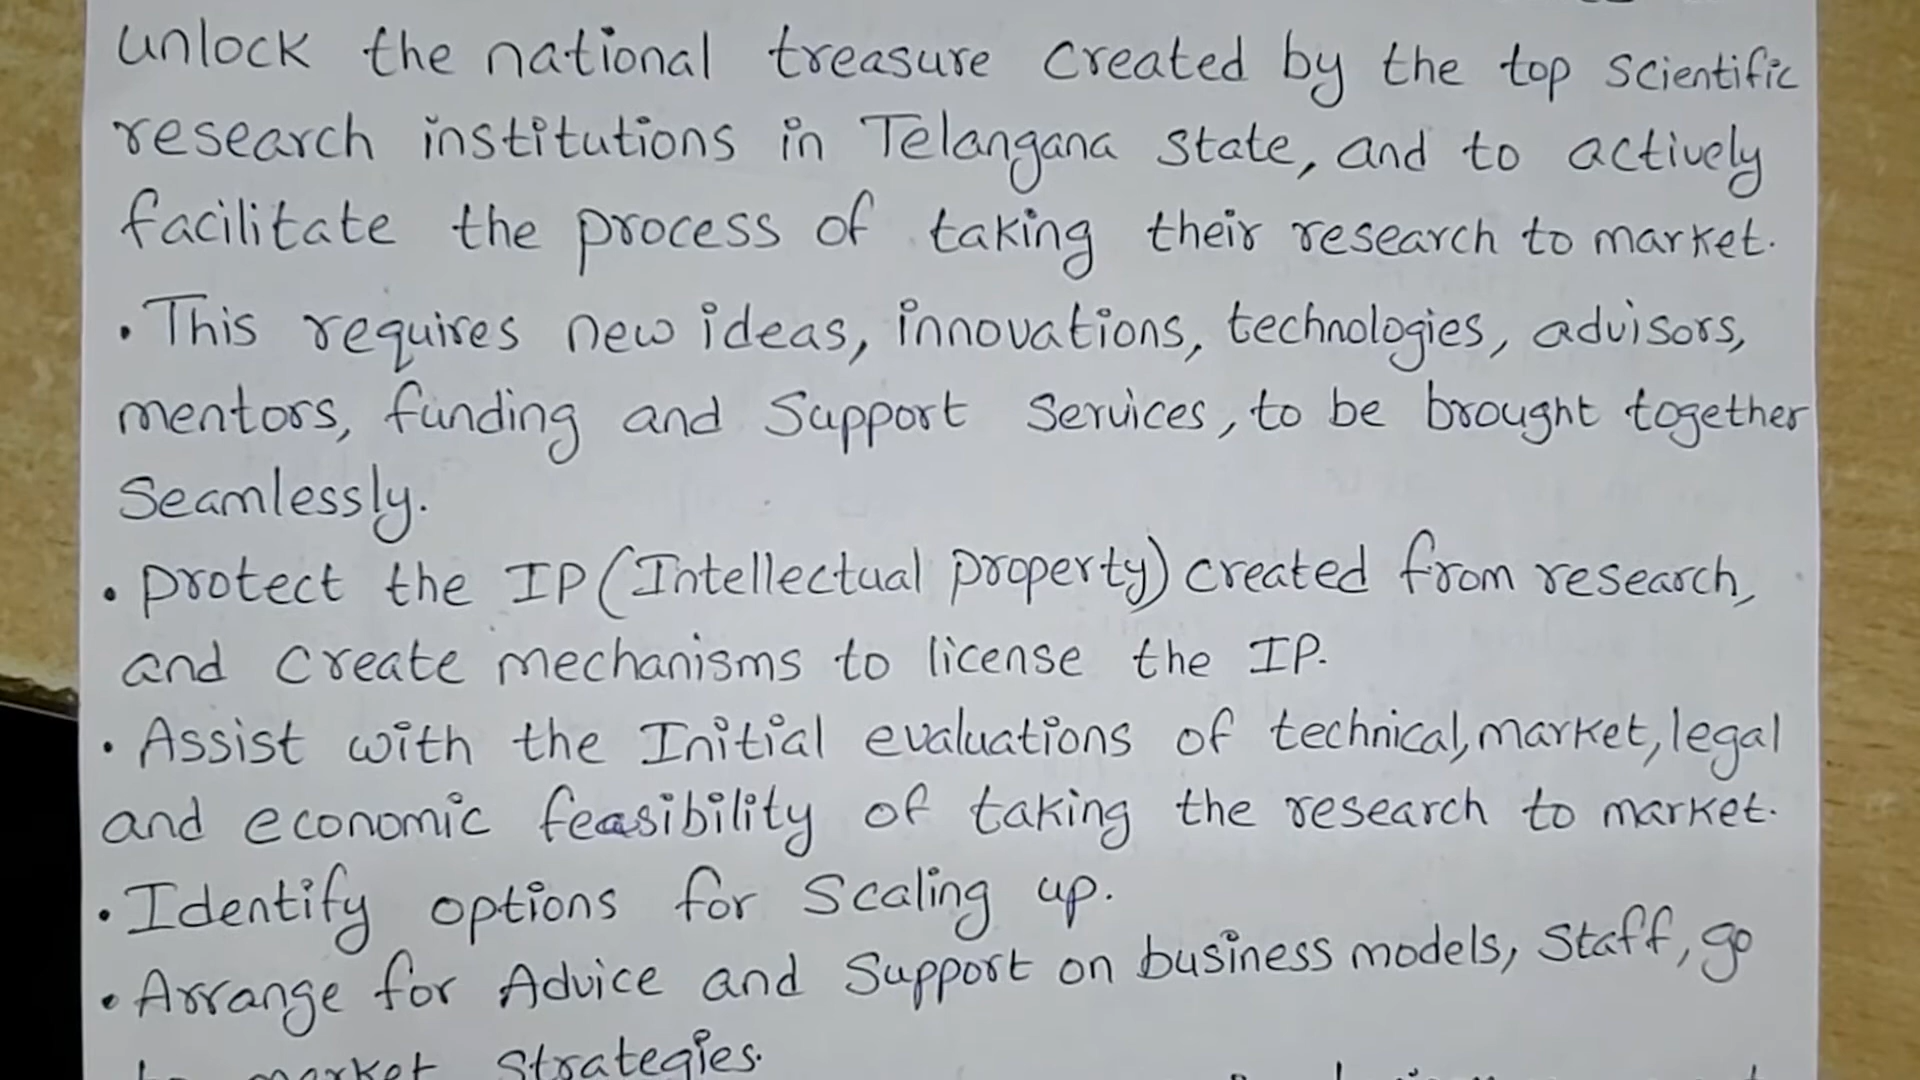 unlock the national treasure created by the top scientific
research institutions in Telangana state, and to actively
facilitate the process of taking their research to market.
• This requires new ideas, innovations, technologies, advisors,
mentors, funding and Support Services, to be brought together
Seamlessly.
• protect the IP (Intellectual property) created from research,
and create mechanisms to license the IP.
• Assist with the Initial evaluations of technical, market, legal
and economic feasibility of taking the research to market.
• Identify options for Scaling up.
• Arrange for Advice and Support on business models, Staff, go
to market Strategies.